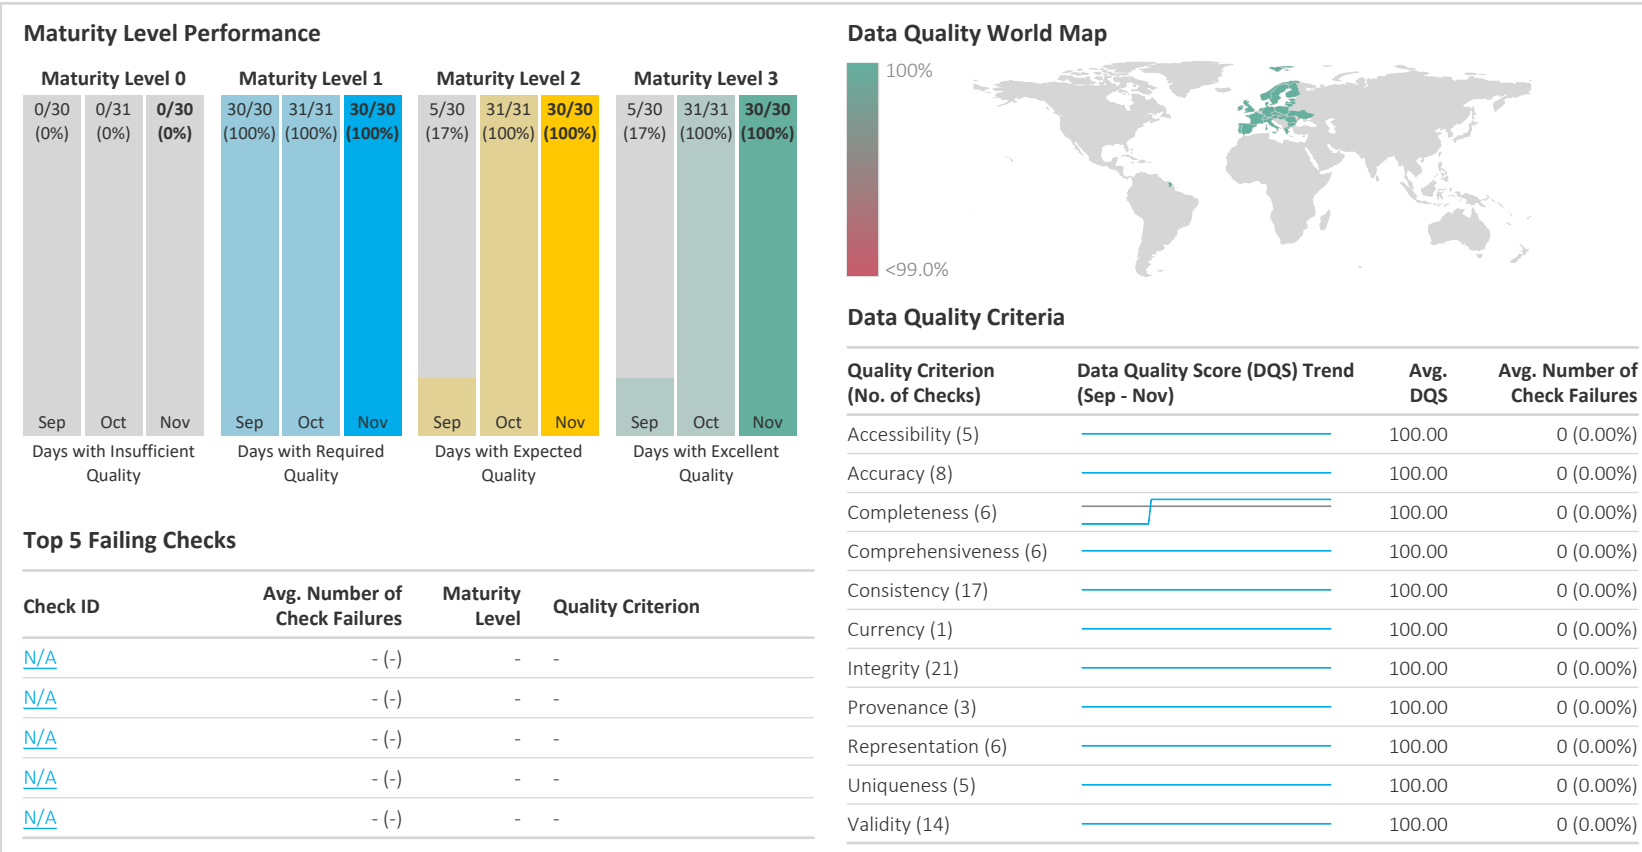 Maturity Level Performance
Maturity Level 0
Maturity Level 1
Maturity Level 2
Maturity Level 3
0/30 0/31 0/30
(0%) (0%) (0%)
30/30 31/31 30/30
(100%) (100%) (100%)
5/30 31/31 30/30
(17%) (100%) (100%)
5/30 31/31 30/30
(17%) (100%) (100%)
Sep Oct Nov
Sep Oct Nov
Sep Oct Nov
Sep Oct Nov
Days with Insufficient
Quality
Days with Required
Quality
Days with Expected
Quality
Days with Excellent
Quality
Top 5 Failing Checks
Check ID
Avg. Number of
Check Failures
Maturity
Level
Quality Criterion
N/A - (-) - -
N/A - (-) - -
N/A - (-) - -
N/A - (-) - -
N/A - (-) - -
Data Quality World Map
100%
<99.0%
Data Quality Criteria
Quality Criterion
(No. of Checks)
Data Quality Score (DQS) Trend
(Sep - Nov)
Avg.
DQS
Avg. Number of
Check Failures
Accessibility (5) 100.00 0 (0.00%)
Accuracy (8) 100.00 0 (0.00%)
Completeness (6) 100.00 0 (0.00%)
Comprehensiveness (6) 100.00 0 (0.00%)
Consistency (17) 100.00 0 (0.00%)
Currency (1) 100.00 0 (0.00%)
Integrity (21) 100.00 0 (0.00%)
Provenance (3) 100.00 0 (0.00%)
Representation (6) 100.00 0 (0.00%)
Uniqueness (5) 100.00 0 (0.00%)
Validity (14) 100.00 0 (0.00%)